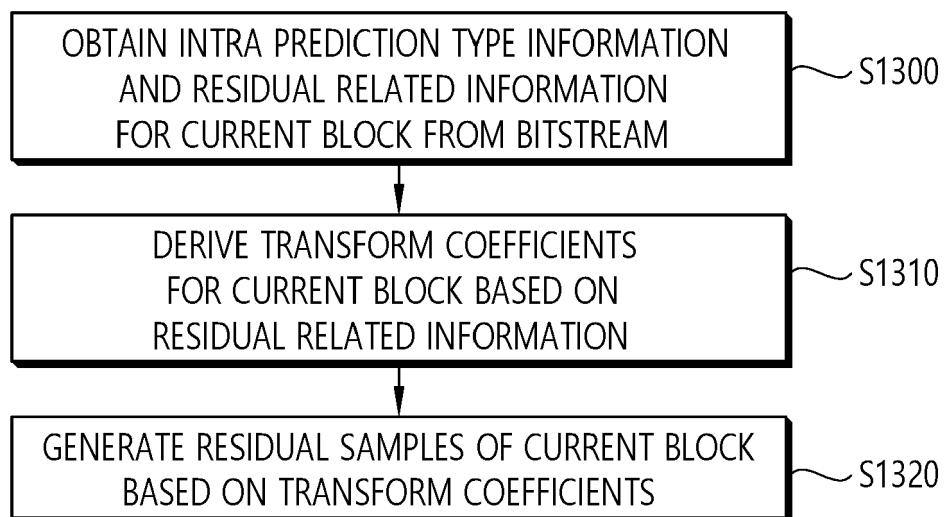 OBTAIN INTRA PREDICTION TYPE INFORMATION
AND RESIDUAL RELATED INFORMATION
FOR CURRENT BLOCK FROM BITSTREAM
S1300
DERIVE TRANSFORM COEFFICIENTS
FOR CURRENT BLOCK BASED ON
RESIDUAL RELATED INFORMATION
S1310
GENERATE RESIDUAL SAMPLES OF CURRENT BLOCK
BASED ON TRANSFORM COEFFICIENTS
S1320